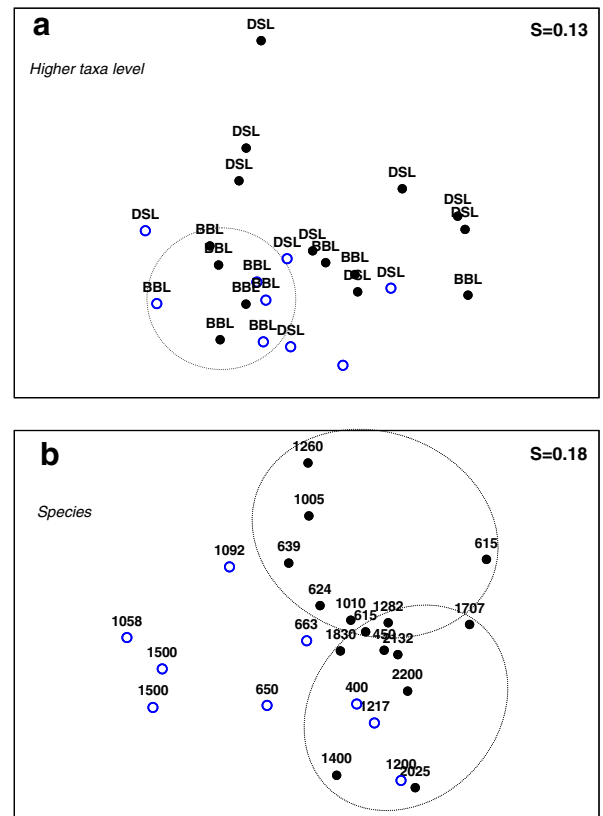 a
DSL
S=0.13
Higher taxa level
DSL
DSL
DSL
DSL
DSL
DSL
BBL
BBL
DSL
DSL
BBL
BBL
BBL
BBL
DSL
DSL
BBL
BBL
BBL
BBL
BBL
DSL
b
1260
S=0.18
1005
Species
639
615
1092
624
1010
1282
1707
615
1058
663
1830
450
2132
1500
2200
1500
650
400
1217
1400
1200
2025